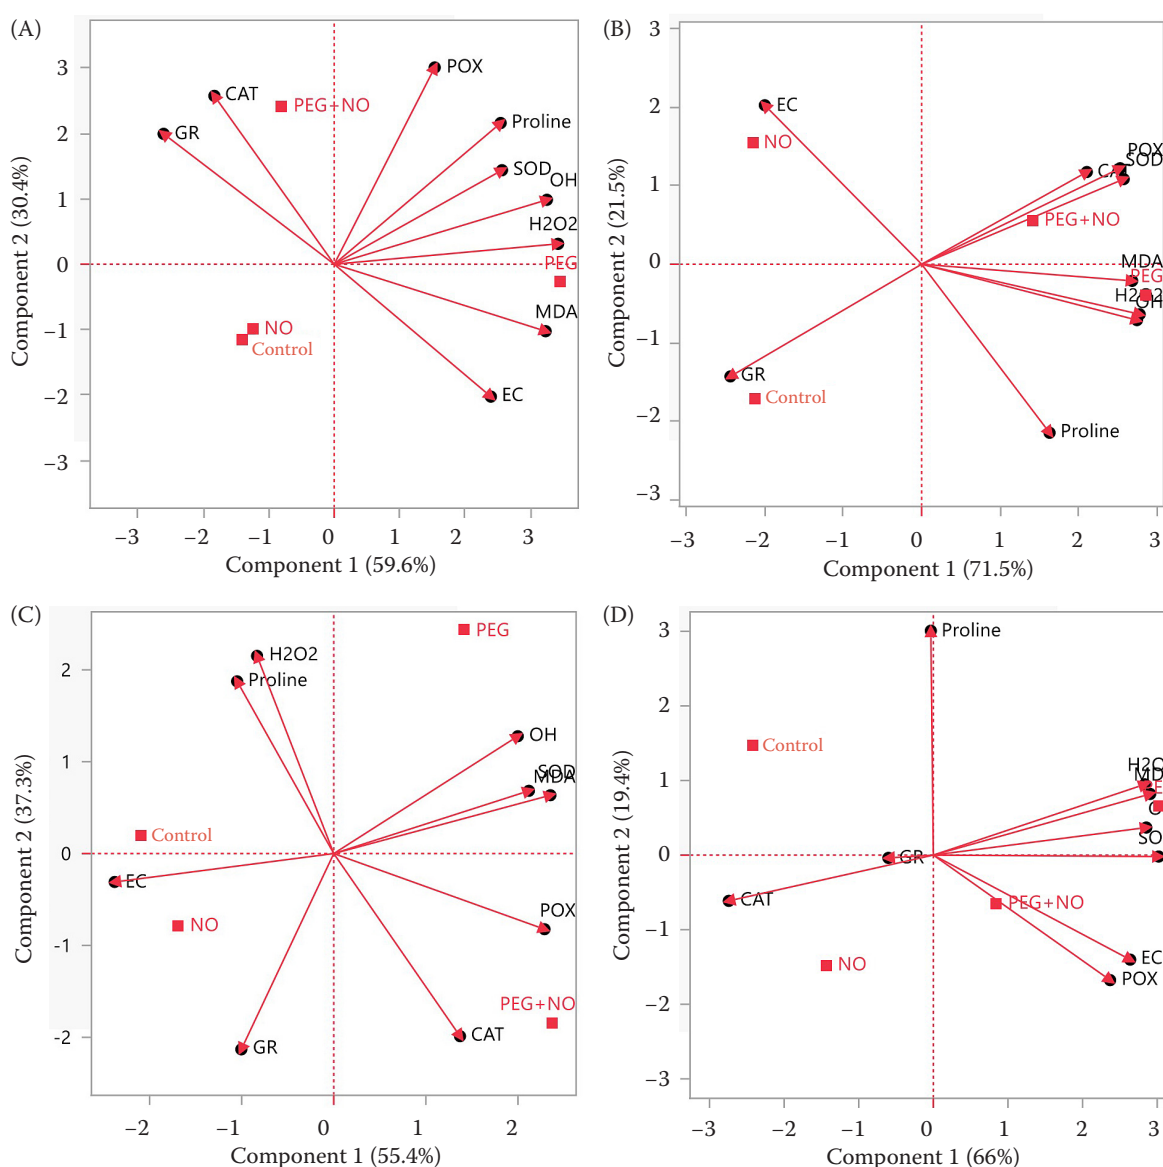 (A)
3
2
1
0
−1
−2
−3
Component 2 (30.4%)
CAT
GR
PEG+NO
POX
Proline
SOD
OH
H2O2
PEG
MDA
EC
NO
Control
−3
−2
−1
0
1
2
3
Component 1 (59.6%)
(B)
3
2
1
0
−1
−2
−3
Component 2 (21.5%)
EC
NO
POX
SOD
PEG+NO
MDA
PEG
H2O2
OH
GR
Control
Proline
−3
−2
−1
0
1
2
3
Component 1 (71.5%)
(C)
2
1
0
-1
-2
Component 2 (37.3%)
PEG
H2O2
Proline
OH
SOD
MDA
Control
EC
NO
POX
PEG+NO
CAT
GR
−2
−1
0
1
2
Component 1 (55.4%)
(D)
3
2
1
0
−1
−2
−3
Component 2 (19.4%)
Proline
Control
H2O
MD
SO
GR
CAT
PEG+NO
NO
EC
POX
−3
−2
−1
0
1
2
3
Component 1 (66%)